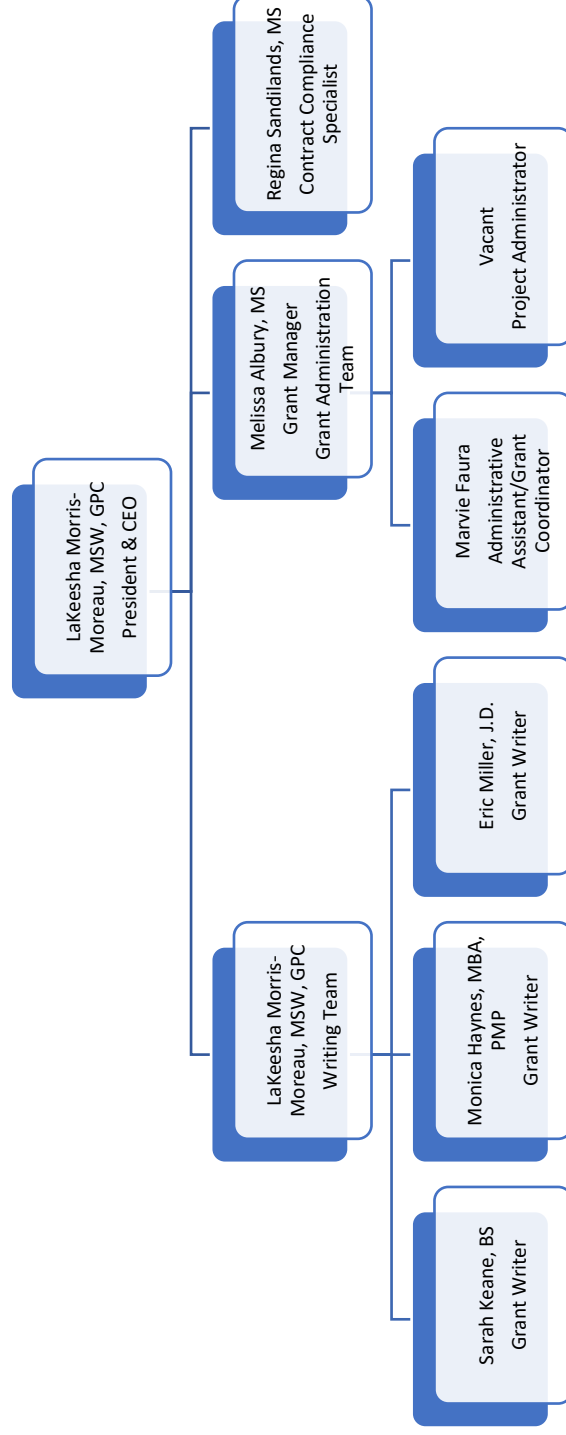 LaKeesha Morris-
Moreau, MSW, GPC
President & CEO
LaKeesha Morris-
Moreau, MSW, GPC
Writing Team
Melissa Albury, MS
Grant Manager
Grant Administration
Team
Regina Sandilands, MS
Contract Compliance
Specialist
Sarah Keane, BS
Grant Writer
Monica Haynes, MBA,
PMP
Grant Writer
Eric Miller, J.D.
Grant Writer
Marvie Faura
Administrative
Assistant/Grant
Coordinator
Vacant
Project Administrator